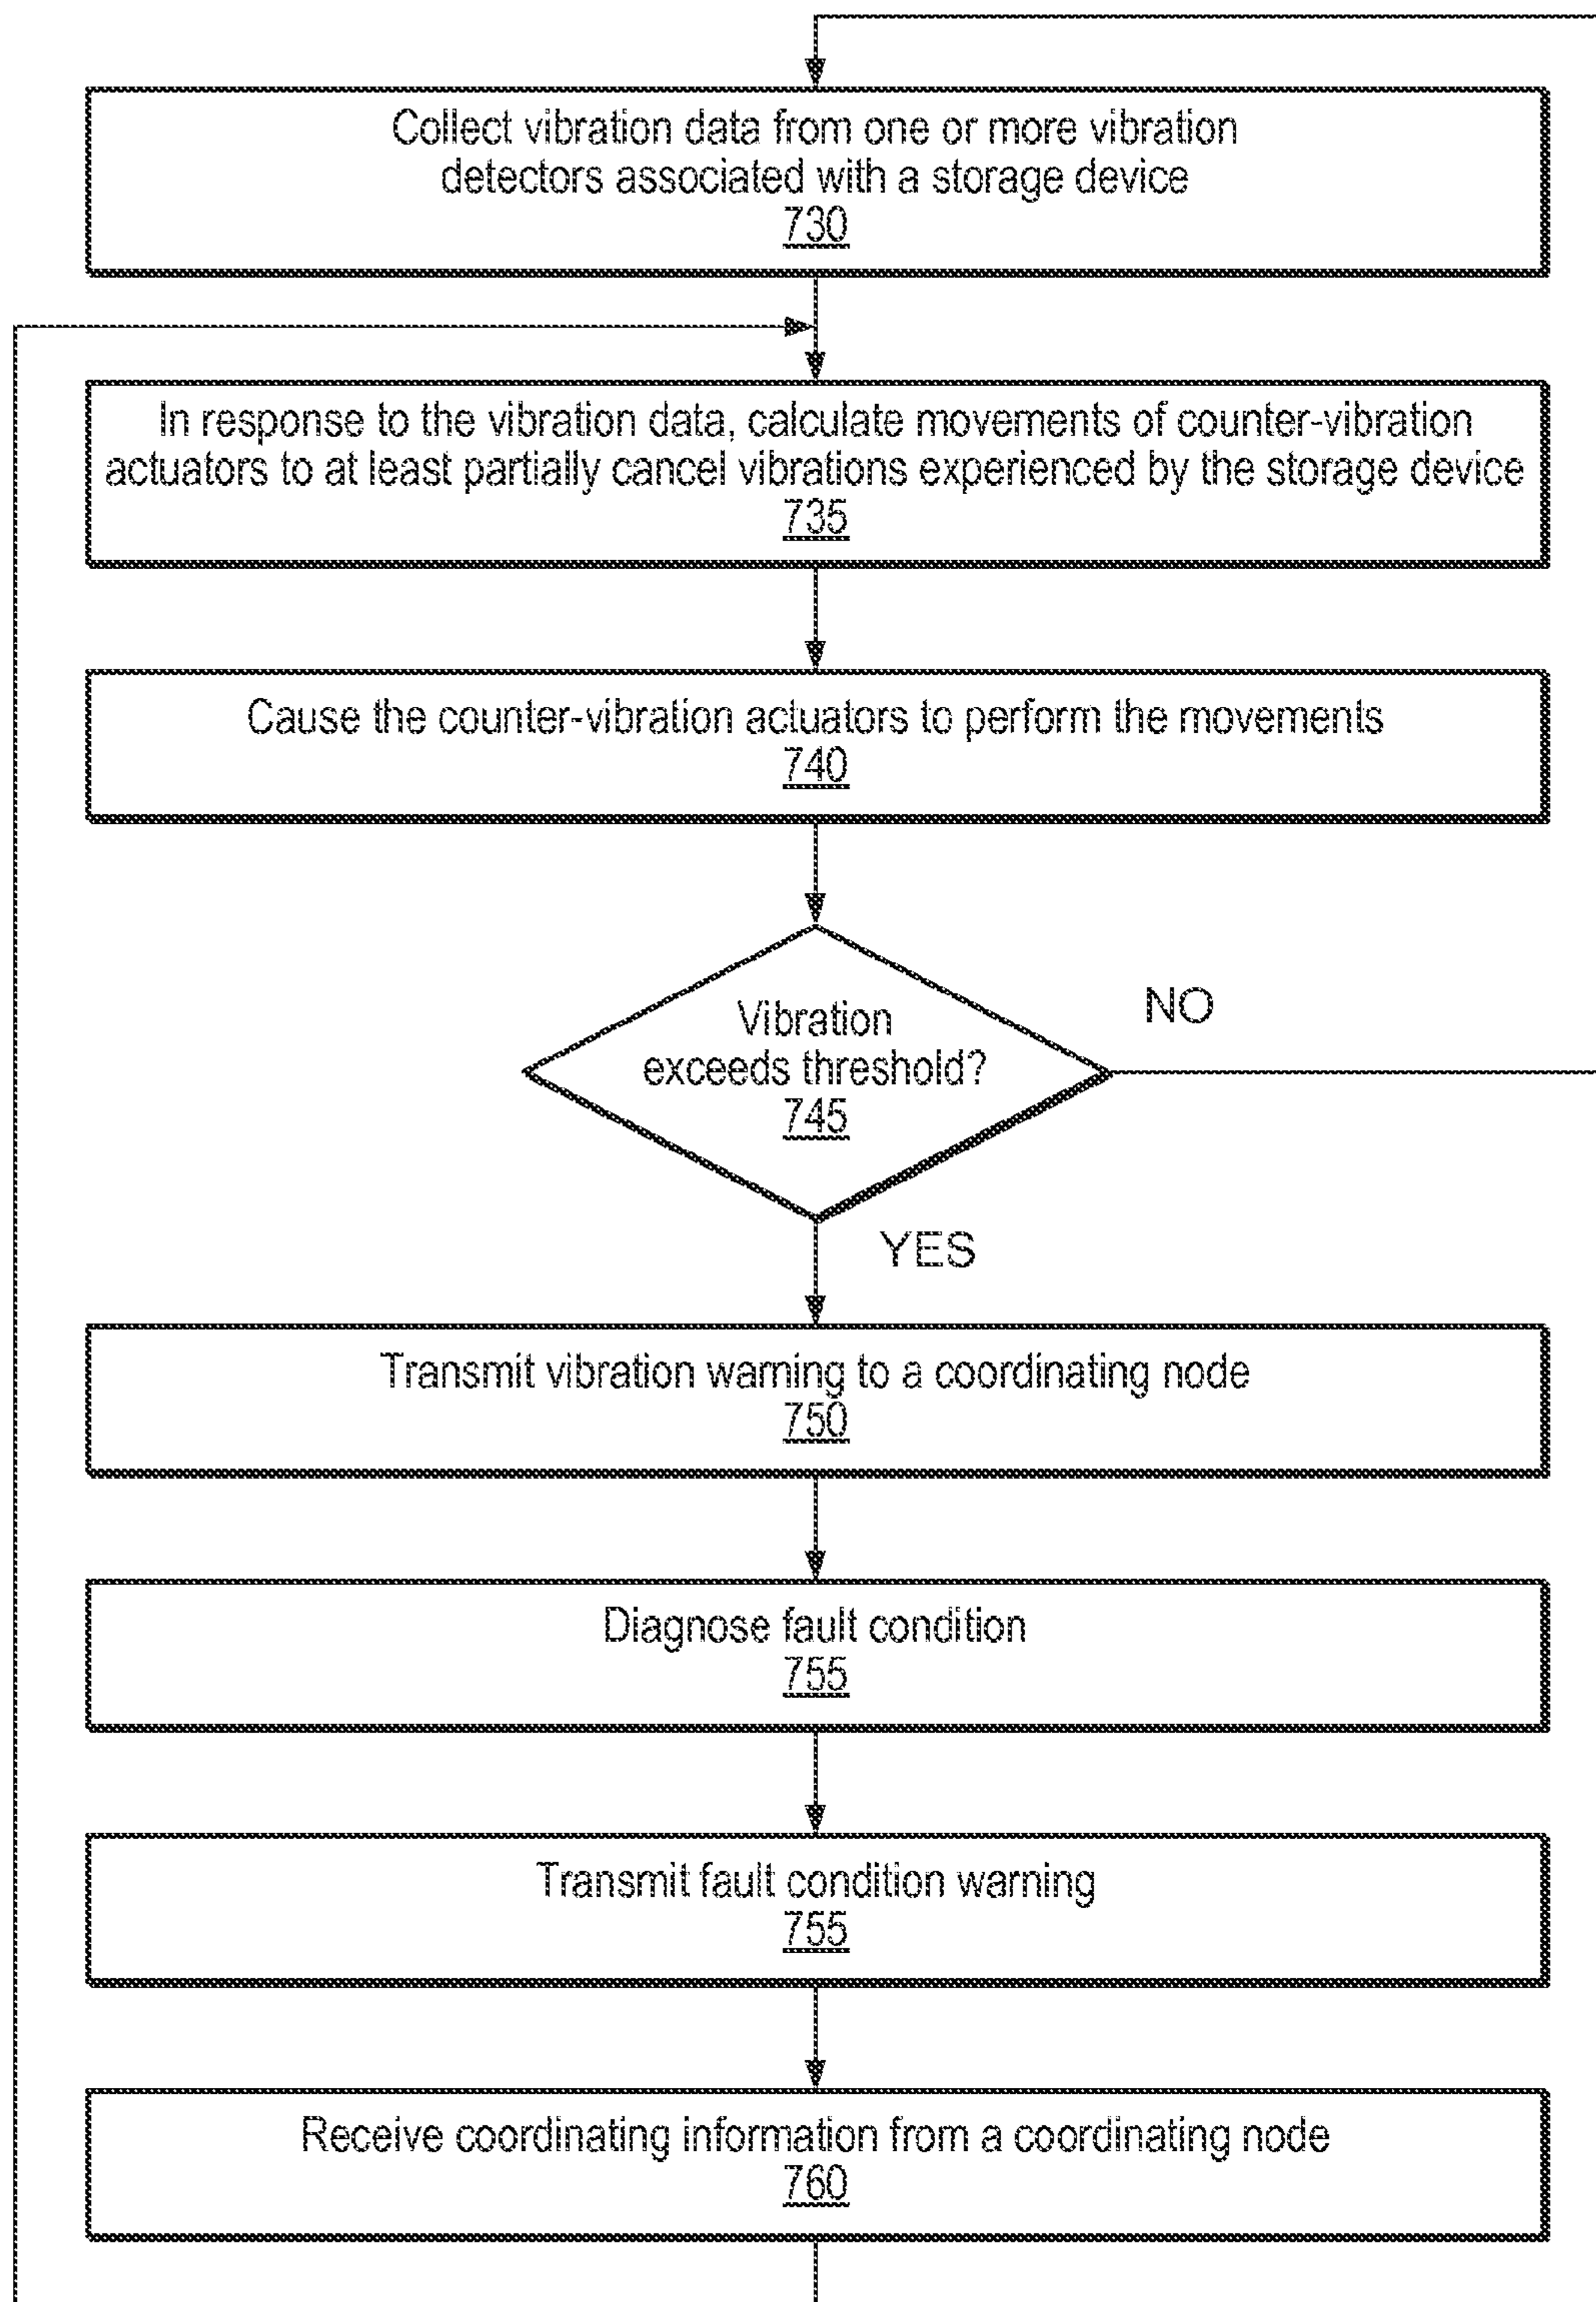 Collect vibration data from one or more vibration
detectors associated with a storage device
730
In response to the vibration data, calculate movements of counter-vibration
actuators to at least partially cancel vibrations experienced by the storage device
735
Cause the counter-vibration actuators to perform the movements
740
Vibration
exceeds threshold?
745
NO
YES
Transmit vibration warning to a coordinating node
750
Diagnose fault condition
755
Transmit fault condition warning
755
Receive coordinating information from a coordinating node
760